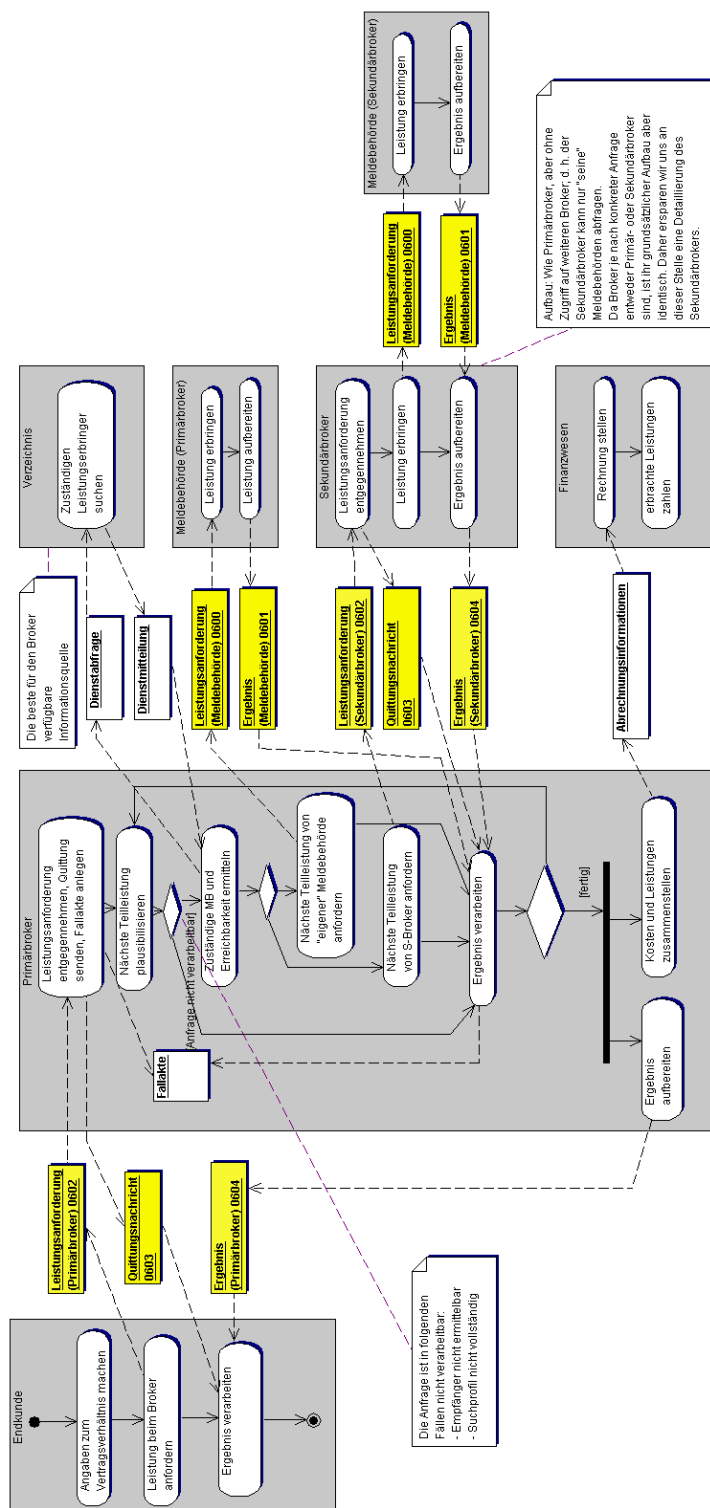 Endkunde
Angaben zum
Vertragsverhältnis machen
Leistung beim Broker
anfordern
Ergebnis verarbeiten
Leistungsanforderung
(Primärbroker) 0602
Quittungsnachricht
0603
Ergebnis
(Primärbroker) 0604
Die Anfrage ist in folgenden
Fällen nicht verarbeitbar:
- Empfänger nicht ermittelbar
- Suchprofil nicht vollständig
Primärbroker
Leistungsanforderung
entgegennehmen, Quittung
senden, Fallakte anlegen
Nächste Teilleistung
plausibilisieren
Anfrage nicht verarbeitbar]
Fallakte
Zuständige MB und
Erreichbarkeit ermitteln
Nächste Teilleistung von
"eigener" Meldebehörde
anfordern
Nächste Teilleistung
von S-Broker anfordern
Ergebnis verarbeiten
[fertig]
Ergebnis
aufbereiten
Kosten und Leistungen
zusammenstellen
Die beste für den Broker
verfügbare
Informationsquelle
Dienstabfrage
Dienstmitteilung
Leistungsanforderung
(Meldebehörde) 0600
Ergebnis
(Meldebehörde) 0601
Leistungsanforderung
(Sekundärbroker) 0602
Quittungsnachricht
0603
Ergebnis
(Sekundärbroker) 0604
Abrechnungsinformationen
Verzeichnis
Zuständigen
Leistungserbringer
suchen
Meldebehörde (Primärbroker)
Leistung erbringen
Leistung aufbereiten
Sekundärbroker
Leistungsanforderung
entgegennehmen
Leistung erbringen
Ergebnis aufbereiten
Finanzwesen
Rechnung stellen
erbrachte Leistungen
zahlen
Leistungsanforderung
(Meldebehörde) 0600
Ergebnis
(Meldebehörde) 0601
Meldebehörde (Sekundärbroker)
Leistung erbringen
Ergebnis aufbereiten
Aufbau: Wie Primärbroker, aber ohne
Zugriff auf weiteren Broker; d. h. der
Sekundärbroker kann nur "seine"
Meldebehörden abfragen.
Da Broker je nach konkreter Anfrage
entweder Primär- oder Sekundärbroker
sind, ist ihr grundsätzlicher Aufbau aber
identisch. Daher ersparen wir uns an
dieser Stelle eine Detaillierung des
Sekundärbrokers.